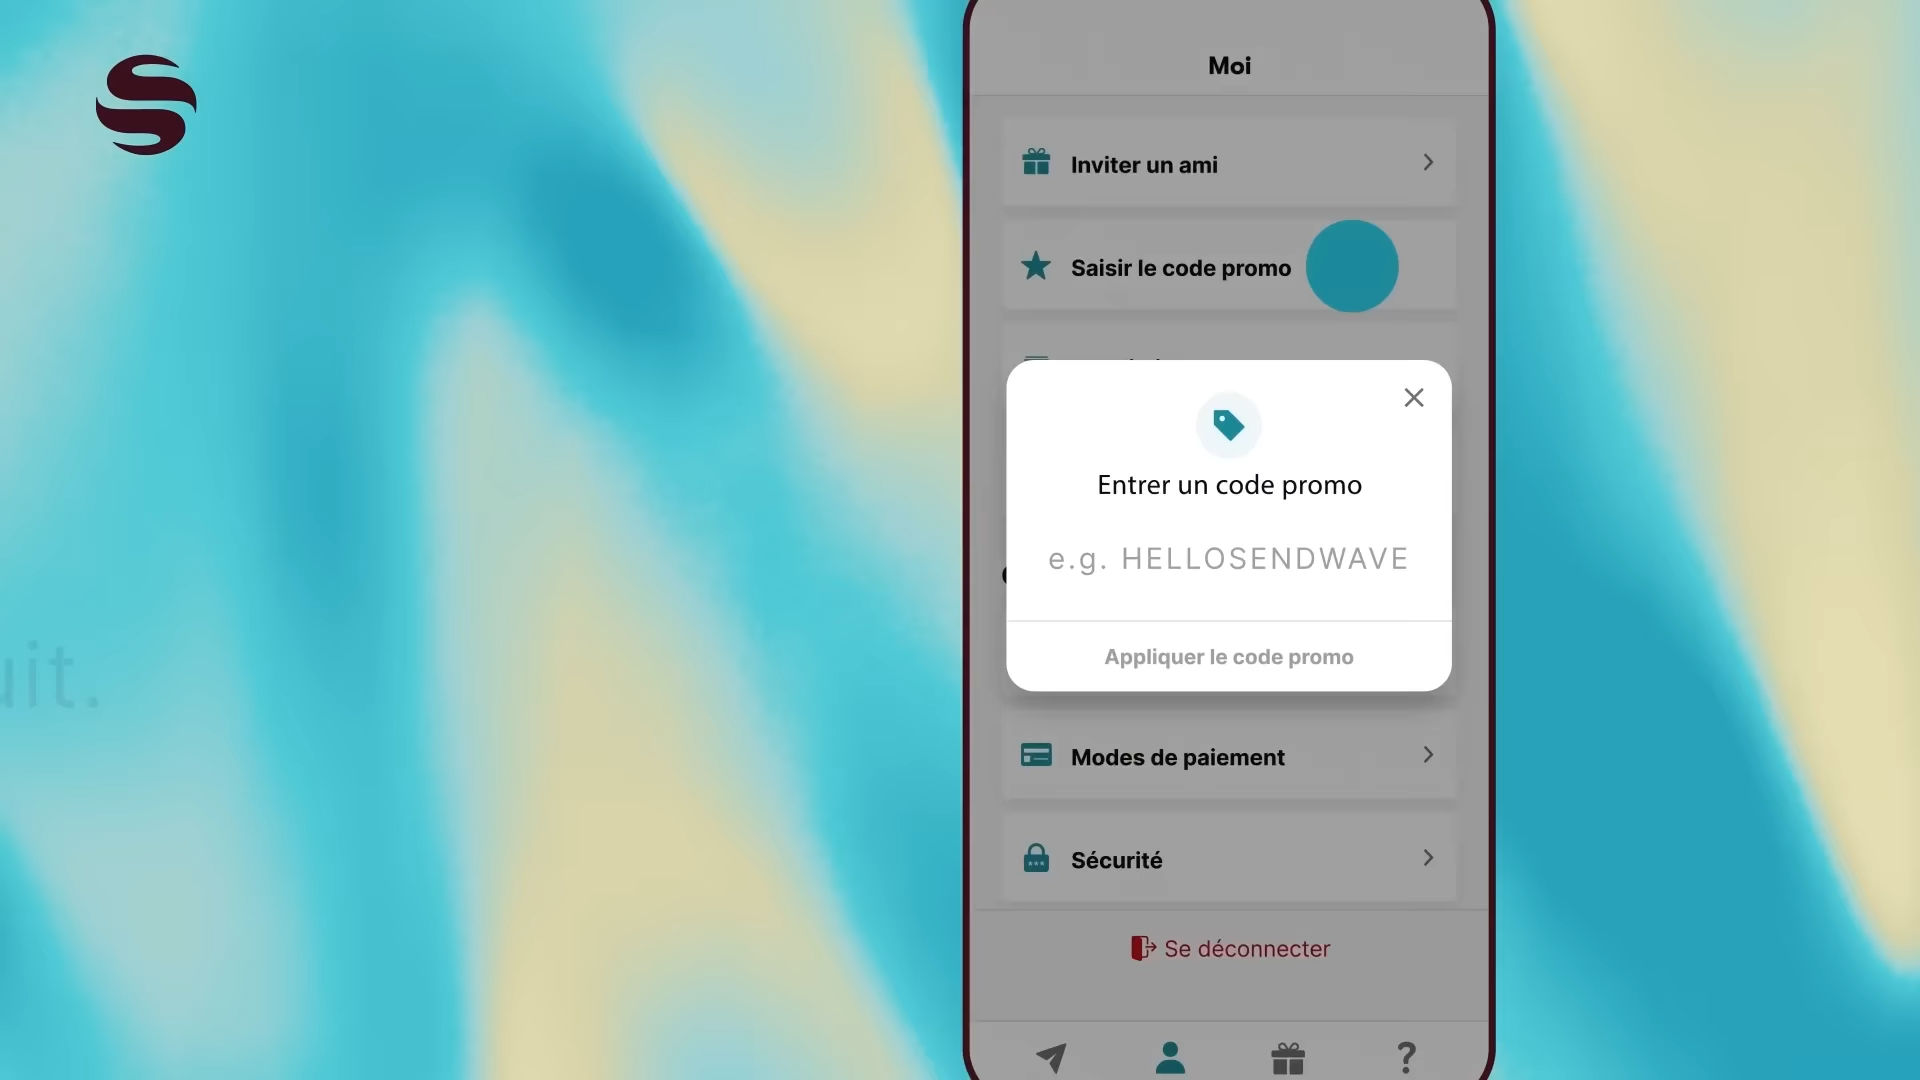 Moi
Inviter un ami
Saisir le code promo
Entrer un code promo
e.g. HELLOSENDWAVE
Appliquer le code promo
Modes de paiement
Sécurité
Se déconnecter
?